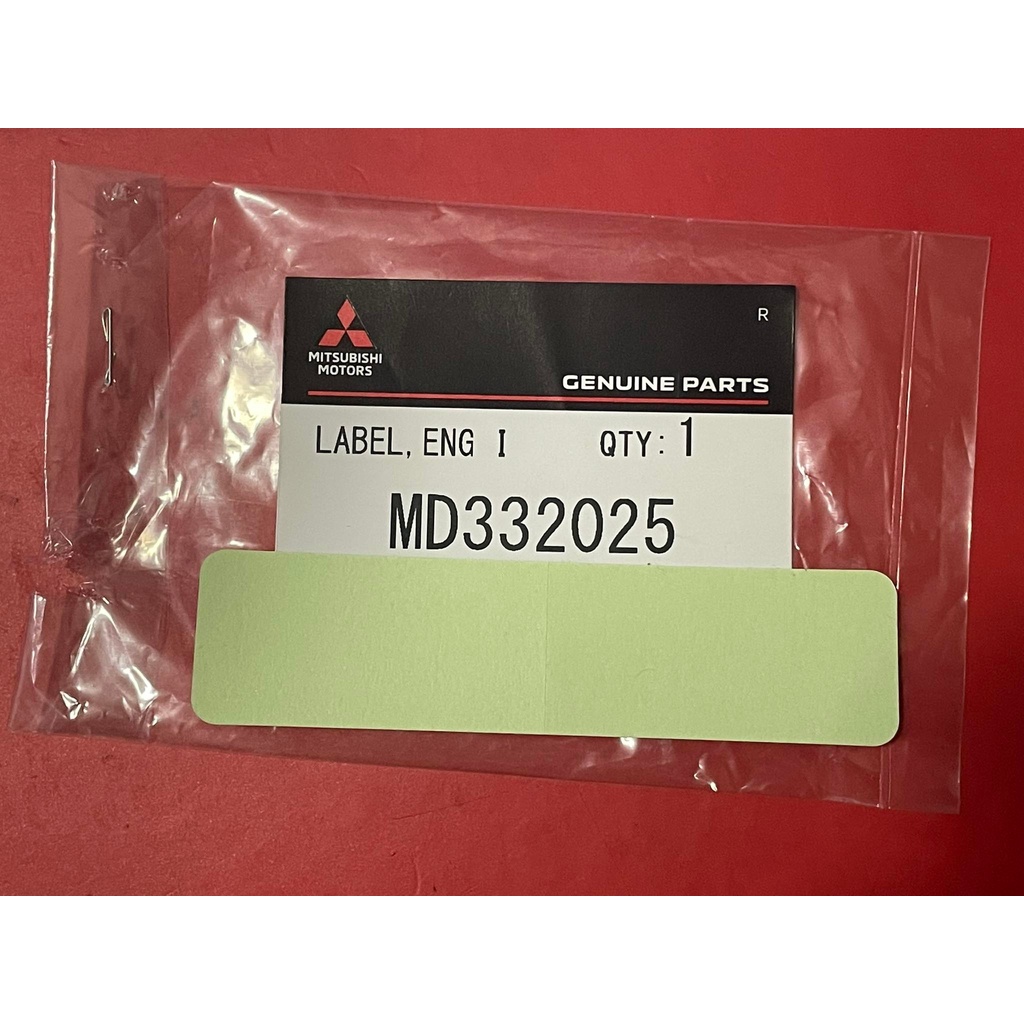 R
MITSUBISHI
MOTORS
GENUINE PARTS
LABEL, ENG I QTY: 1
MD332025